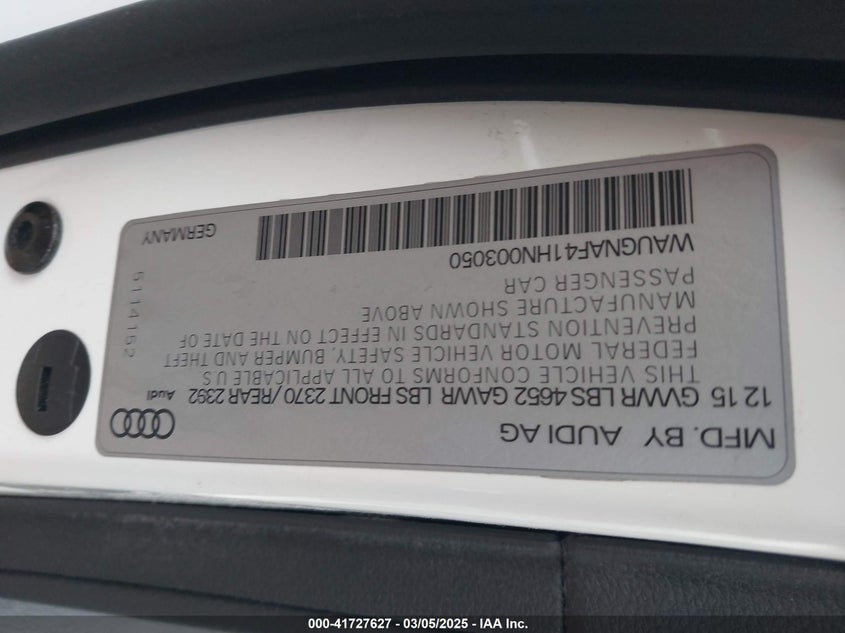 MFD. BY AUDI AG
12 15 GVWR LBS 4652 GAWR LBS FRONT 2370/REAR 2392 Audi
THIS VEHICLE CONFORMS TO ALL APPLICABLE U.S
FEDERAL MOTOR VEHICLE SAFETY, BUMPER AND THEFT
PREVENTION STANDARDS IN EFFECT ON THE DATE OF
MANUFACTURE SHOWN ABOVE
PASSENGER CAR
5114152
WAUGNAF41HN003050
GERMANY
000-41727627 - 03/05/2025 - IAA Inc.